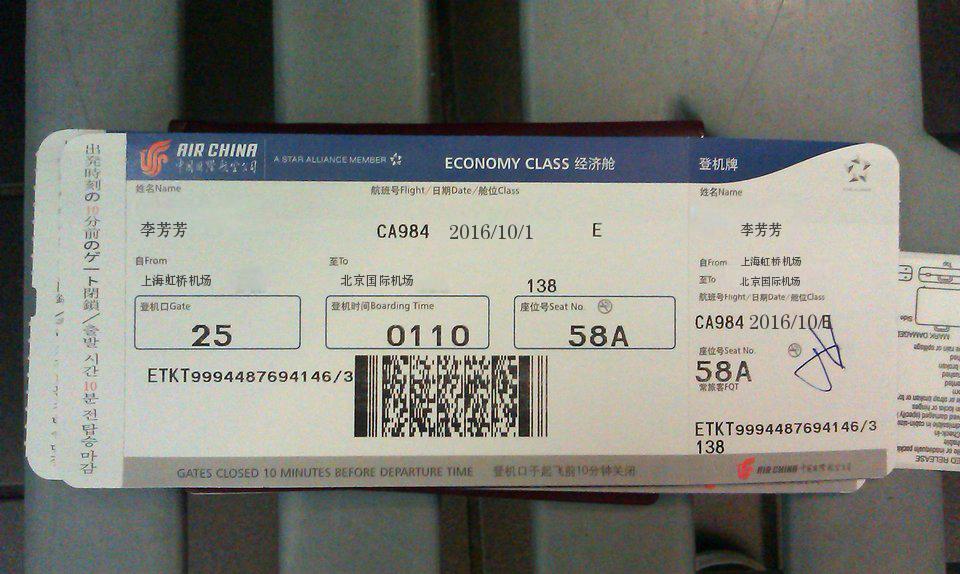 出発時刻の10分前のゲート閉鎖/출발 시간 10분 전 탑승 마감
AIR CHINA
中国国际航空公司
A STAR ALLIANCE MEMBER
ECONOMY CLASS 经济舱
登机牌
姓名Name
航班号Flight/日期Date/舱位Class
姓名Name
李芳芳
CA984 2016/10/1 E
李芳芳
自From
至To
自From 上海虹桥机场
上海虹桥机场
北京国际机场
至To 北京国际机场
138
航班号Flight/日期Date/舱位Class
登机口Gate
登机时间Boarding Time
座位号Seat No.
25
0110
58A
CA984 2016/10/E
座位号Seat No.
58A
常旅客FQT
ETKT9994487694146/3
ETKT9994487694146/3
138
GATES CLOSED 10 MINUTES BEFORE DEPARTURE TIME 登机口于起飞前10分钟关闭
AIR CHINA 中国国际航空公司
Top
Side
MARK DAMAGE